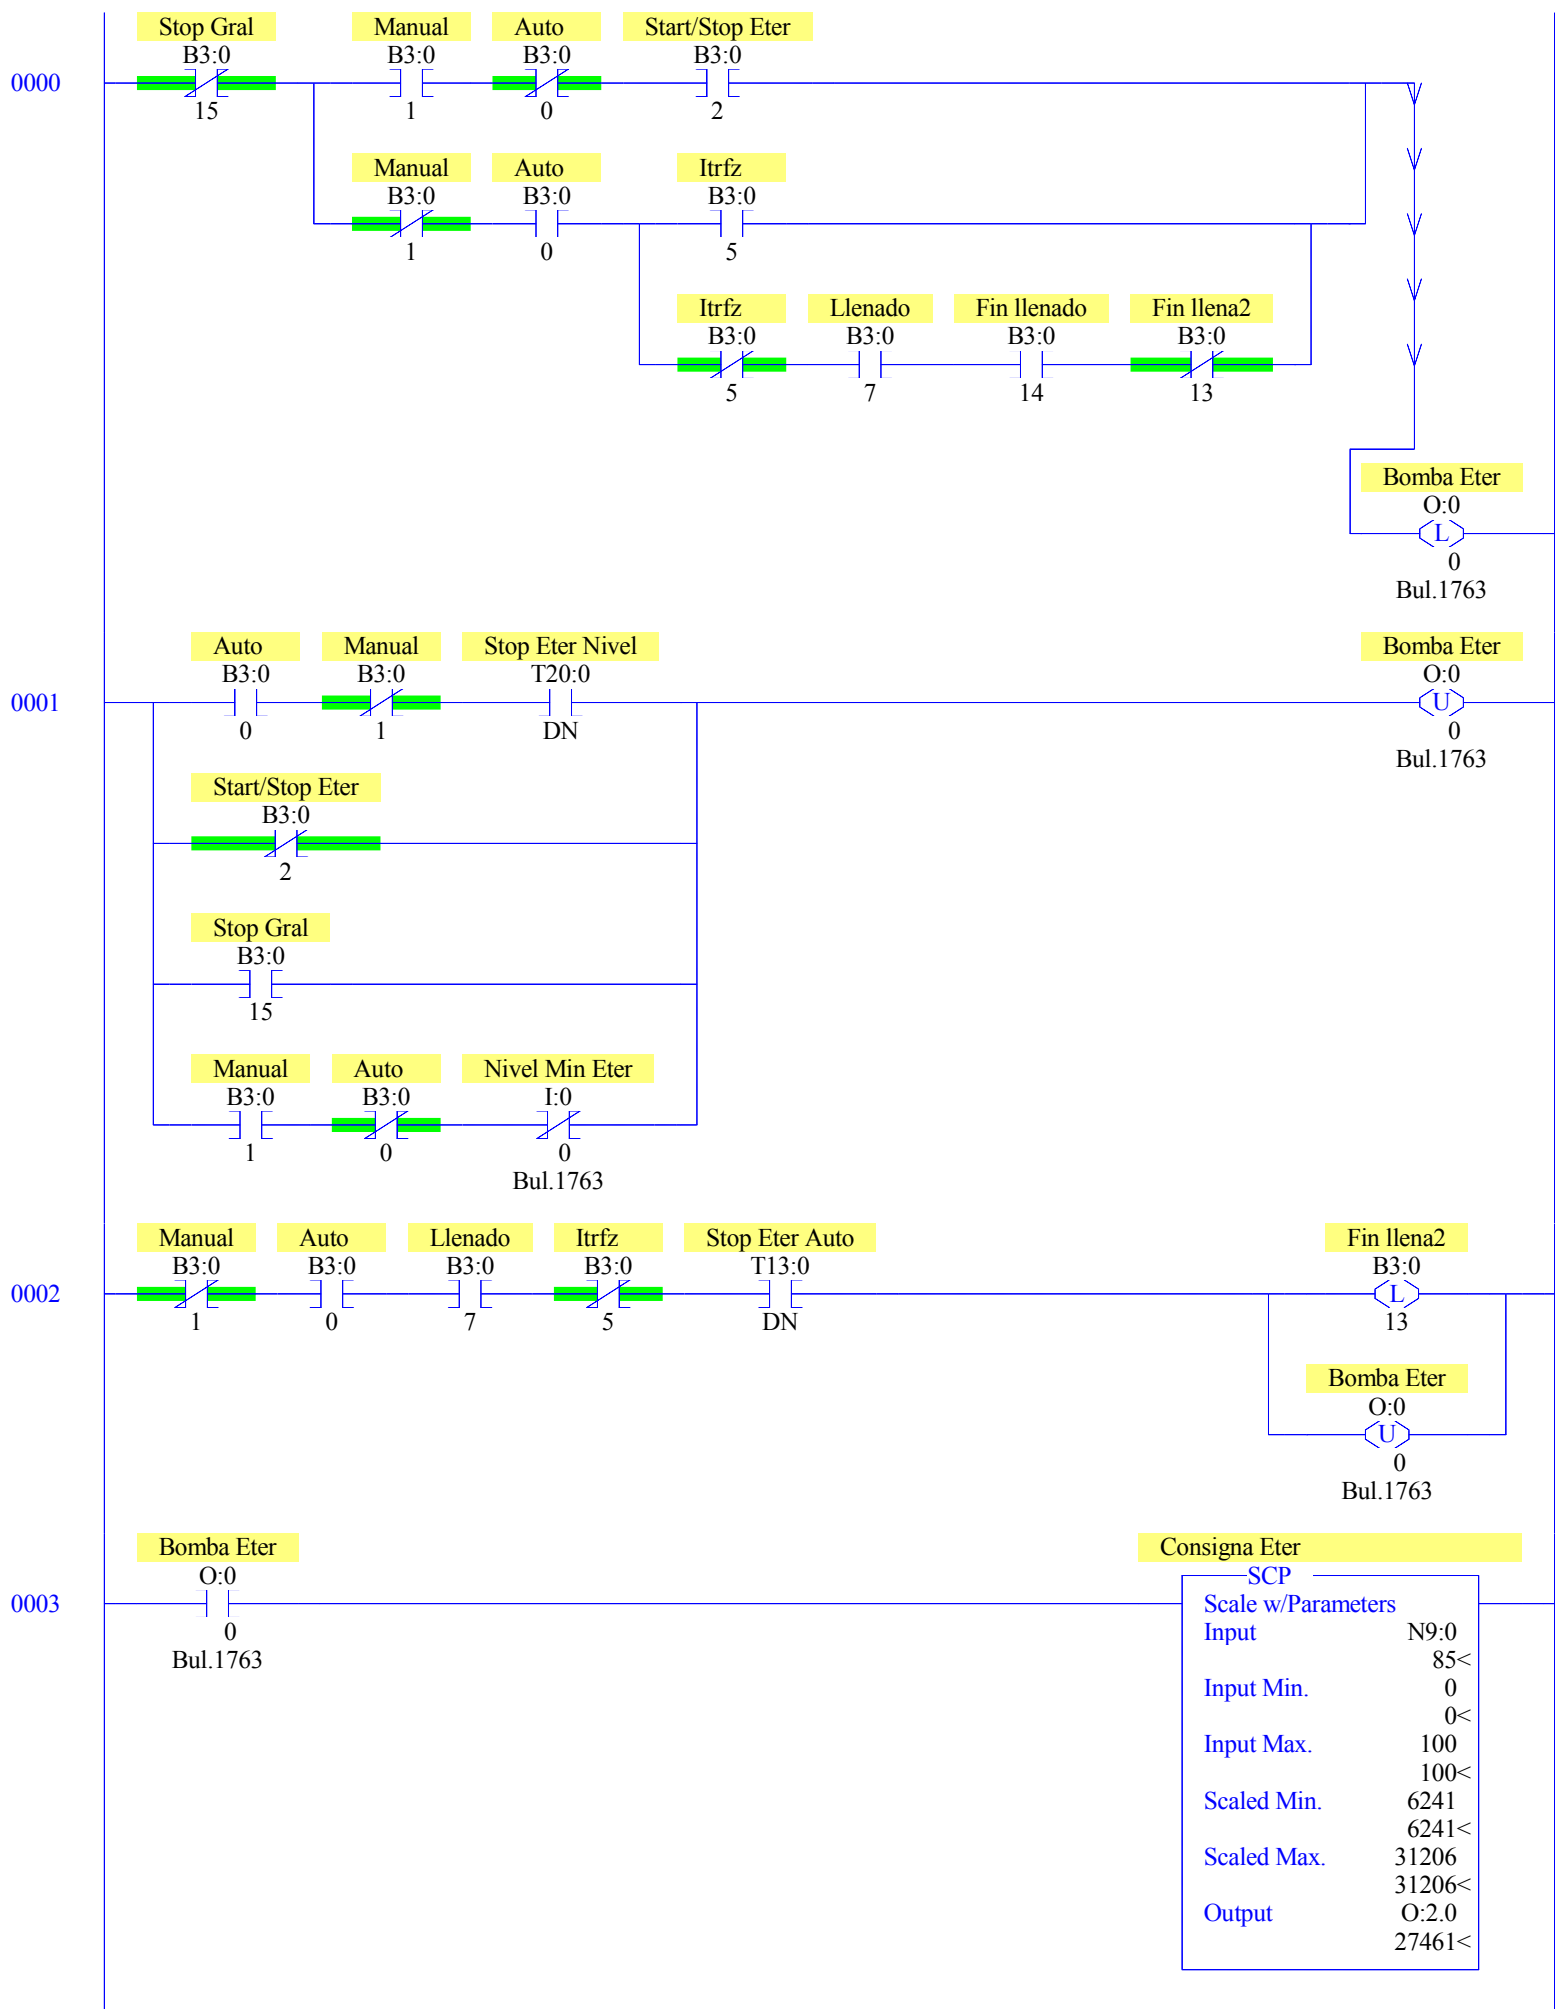 Stop Gral Manual Auto Start/Stop Eter
B3:0 B3:0 B3:0 B3:0
0000
15 1 0 2
Manual Auto Itrfz
B3:0 B3:0 B3:0
1 0 5
Itrfz Llenado Fin llenado Fin llena2
B3:0 B3:0 B3:0 B3:0
5 7 14 13
Bomba Eter
O:0
L
0
Bul.1763
Auto Manual Stop Eter Nivel Bomba Eter
B3:0 B3:0 T20:0 O:0
0001 U
0 1 DN 0
Bul.1763
Start/Stop Eter
B3:0
2
Stop Gral
B3:0
15
Manual Auto Nivel Min Eter
B3:0 B3:0 I:0
1 0 0
Bul.1763
Manual Auto Llenado Itrfz Stop Eter Auto Fin llena2
B3:0 B3:0 B3:0 B3:0 T13:0 B3:0
0002 L
1 0 7 5 DN 13
Bomba Eter
O:0
U
0
Bul.1763
Bomba Eter Consigna Eter
O:0 SCP
0003 Scale w/Parameters
0 Input N9:0
Bul.1763 85<
Input Min. 0
0<
Input Max. 100
100<
Scaled Min. 6241
6241<
Scaled Max. 31206
31206<
Output O:2.0
27461<